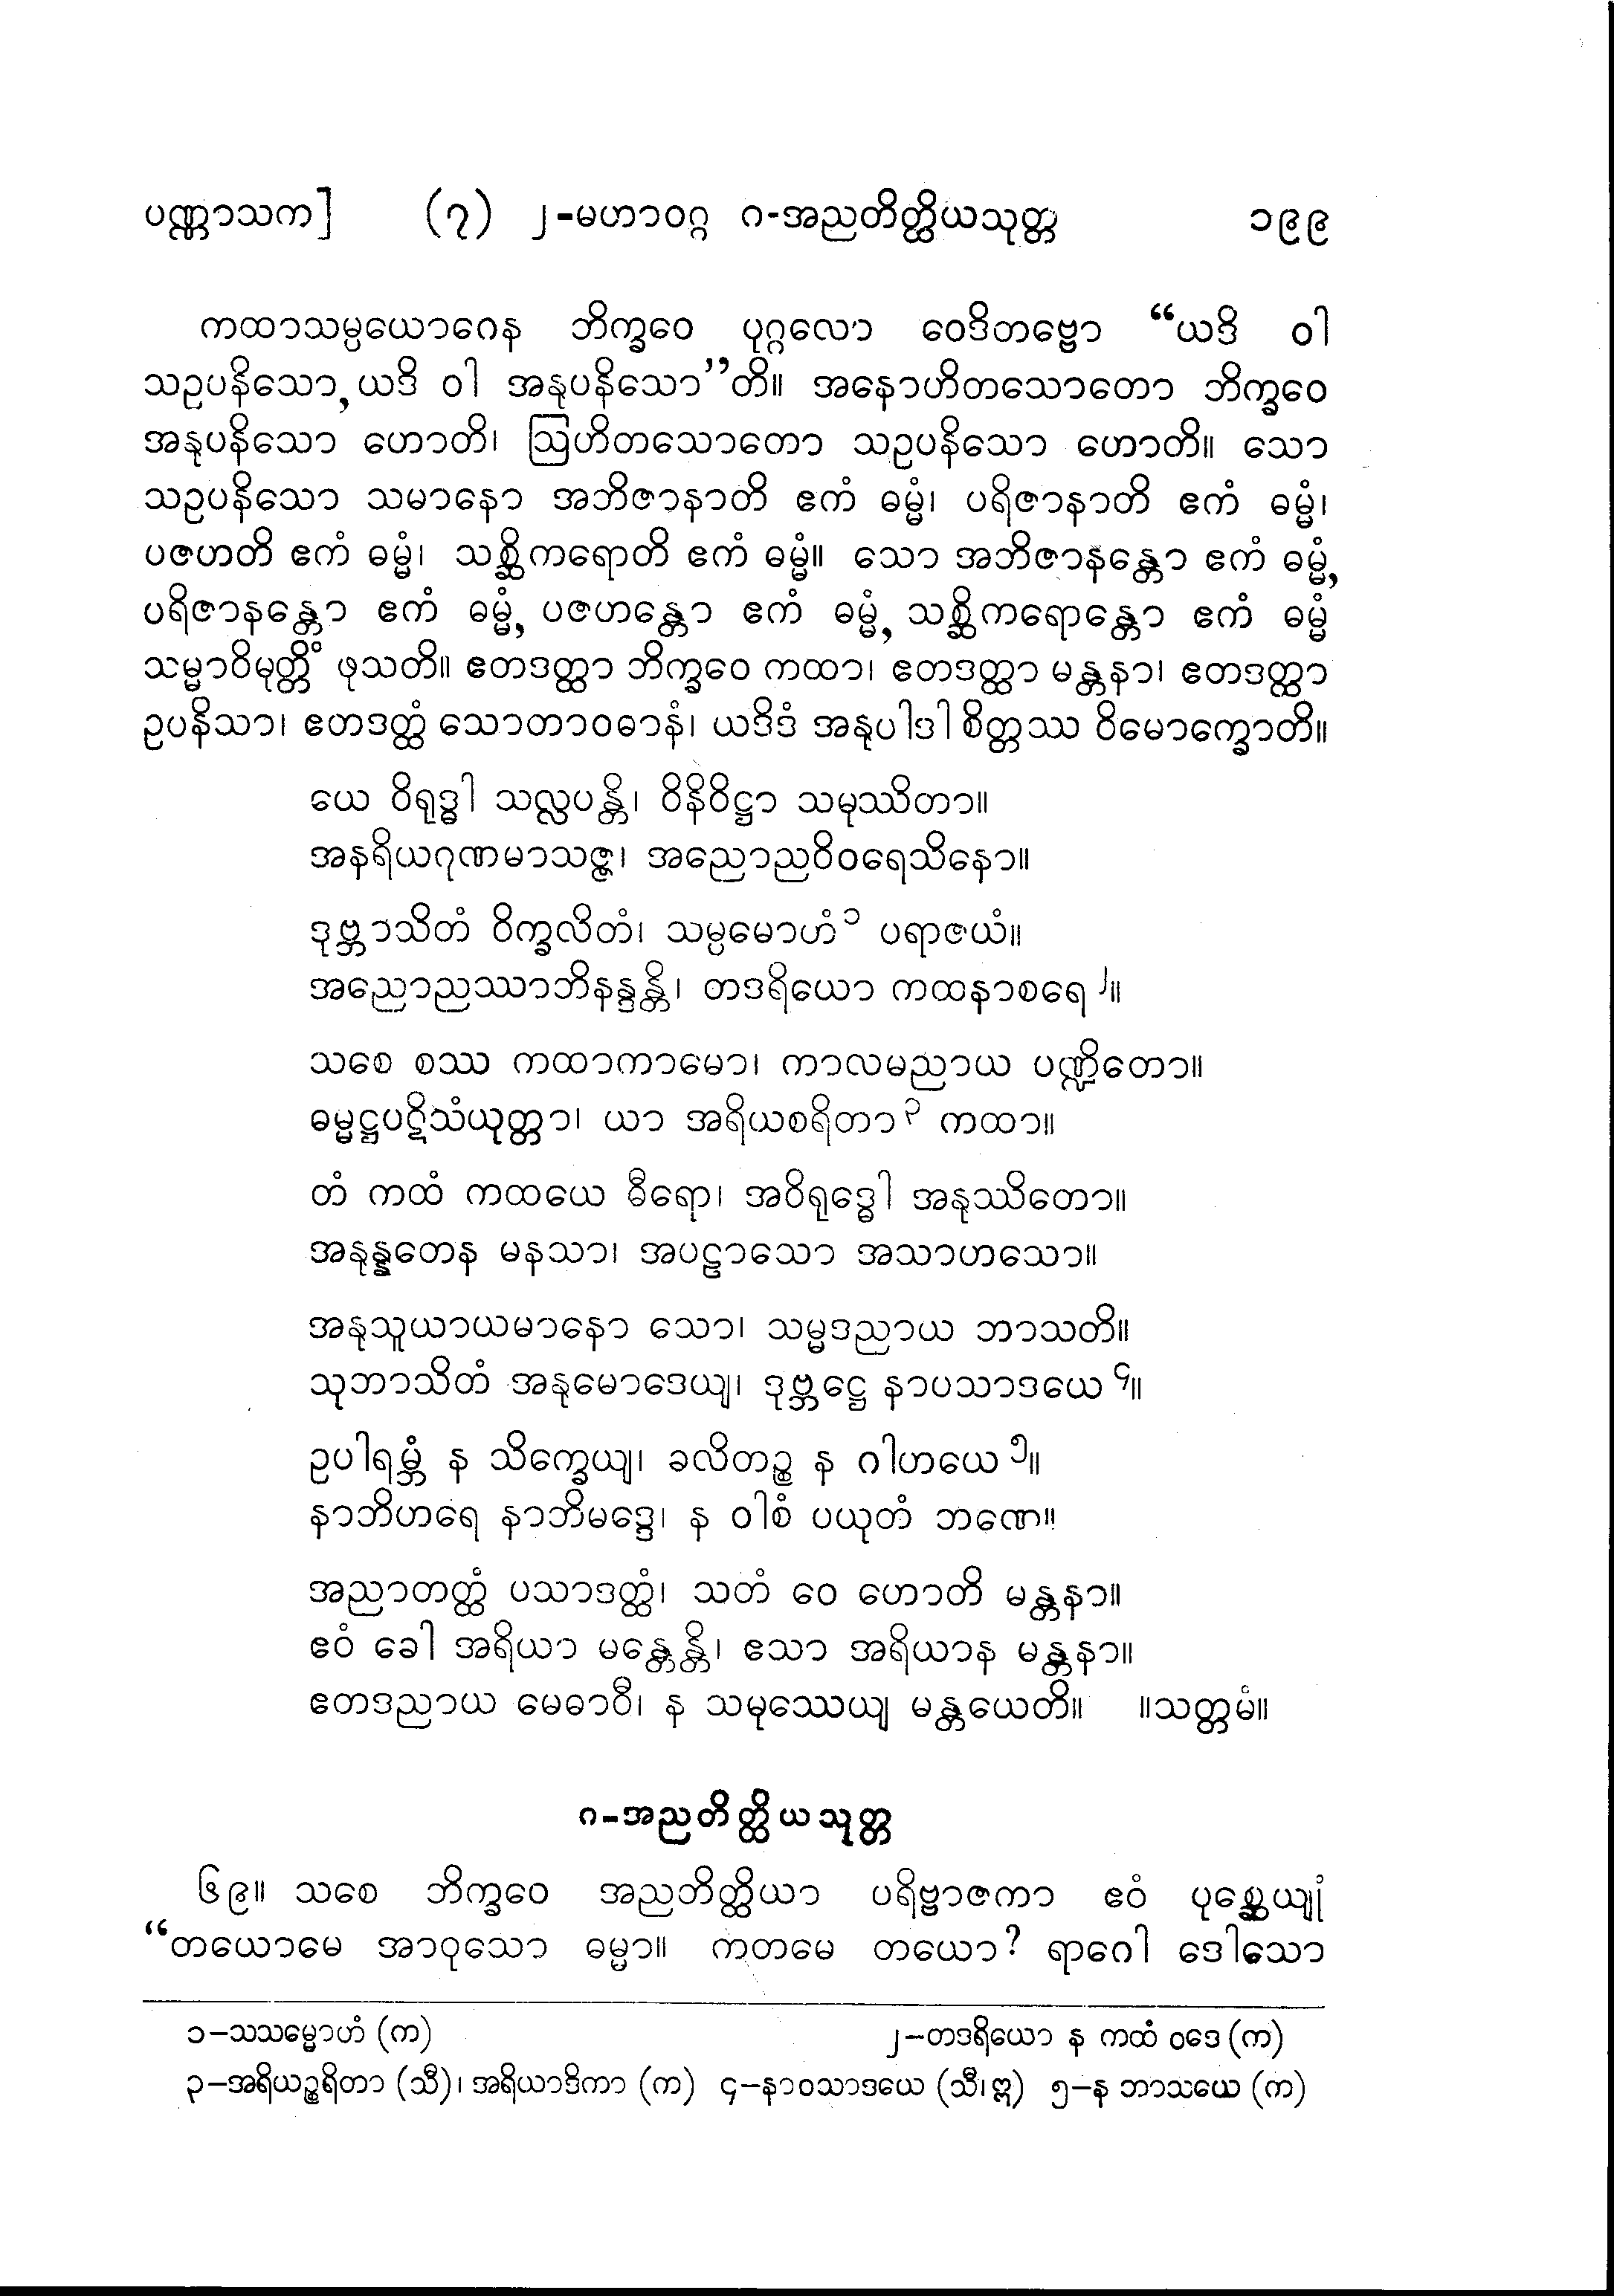 ပဏ္ဏာသက] (၇) ၂-မဟာဝဂ္ဂ ဂ-အညတိတ္ထိယသုတ္တ ၁၉၉
ကထာသမ္ပယောဂေန ဘိက္ခဝေ ပုဂ္ဂလော ဝေဒိတဗ္ဗော “ယဒိ ဝါ
သဥပနိသော, ယဒိ ဝါ အနုပနိသော”တိ။ အနောဟိတသောတော ဘိက္ခဝေ
အနုပနိသော ဟောတိ၊ ဩဟိတသောတော သဥပနိသော ဟောတိ။ သော
သဥပနိသော သမာနော အဘိဇာနာတိ ဧကံ ဓမ္မံ၊ ပရိဇာနာတိ ဧကံ ဓမ္မံ၊
ပဇဟတိ ဧကံ ဓမ္မံ၊ သစ္ဆိကရောတိ ဧကံ ဓမ္မံ။ သော အဘိဇာနန္တော ဧကံ ဓမ္မံ,
ပရိဇာနန္တော ဧကံ ဓမ္မံ, ပဇဟန္တော ဧကံ ဓမ္မံ, သစ္ဆိကရောန္တော ဧကံ ဓမ္မံ
သမ္မာဝိမုတ္တိံ ဖုသတိ။ ဧတဒတ္ထာ ဘိက္ခဝေ ကထာ၊ ဧတဒတ္ထာ မန္တနာ၊ ဧတဒတ္ထာ
ဥပနိသာ၊ ဧတဒတ္ထံ သောတာဝဓာနံ၊ ယဒိဒံ အနုပါဒါ စိတ္တဿ ဝိမောက္ခောတိ။
ယေ ဝိရုဒ္ဓါ သလ္လပန္တိ၊ ဝိနိဝိဋ္ဌာ သမုဿိတာ။
အနရိယဂုဏမာသဇ္ဇ၊ အညောညဝိဝရေသိနော။
ဒုဗ္ဘာသိတံ ဝိက္ခလိတံ၊ သမ္ပမောဟံ ၁ ပရာဇယံ။
အညောညဿာဘိနန္ဒန္တိ၊ တဒရိယော ကထနာစရေ ၂။
သစေ စဿ ကထာကာမော၊ ကာလမညာယ ပဏ္ဍိတော။
ဓမ္မဋ္ဌပဋိသံယုတ္တာ၊ ယာ အရိယစရိတာ ၃ ကထာ။
တံ ကထံ ကထယေ ဓီရော၊ အဝိရုဒ္ဓေါ အနုဿိတော။
အနုန္နတေန မနသာ၊ အပဠာသော အသာဟသော။
အနုသူယာယမာနော သော၊ သမ္မဒညာယ ဘာသတိ။
သုဘာသိတံ အနုမောဒေယျ၊ ဒုဗ္ဘဋ္ဌေ နာပသာဒယေ ၄။
ဥပါရမ္ဘံ န သိက္ခေယျ၊ ခလိတဉ္စ န ဂါဟယေ ၅။
နာဘိဟရေ နာဘိမဒ္ဒေ၊ န ဝါစံ ပယုတံ ဘဏေ။
အညာတတ္ထံ ပသာဒတ္ထံ၊ သတံ ဝေ ဟောတိ မန္တနာ။
ဧဝံ ခေါ အရိယာ မန္တေန္တိ၊ ဧသာ အရိယာန မန္တနာ။
ဧတဒညာယ မေဓာဝီ၊ န သမုဿေယျ မန္တယေတိ။ ။သတ္တမံ။
ဂ-အညတိတ္ထိယသုတ္တ
၆၉။ သစေ ဘိက္ခဝေ အညတိတ္ထိယာ ပရိဗ္ဗာဇကာ ဧဝံ ပုစ္ဆေယျုံ
“တယောမေ အာဝုသော ဓမ္မာ။ ကတမေ တယော? ရာဂေါ ဒေါသော
၁–သသမ္မောဟံ (က) ၂–တဒရိယော န ကထံ ဝဒေ (က)
၃–အရိယဉ္စရိတာ (သီ)၊ အရိယာဒိကာ (က) ၄–နာဝသာဒယေ (သီ၊ဣ) ၅–န ဘာသယေ (က)